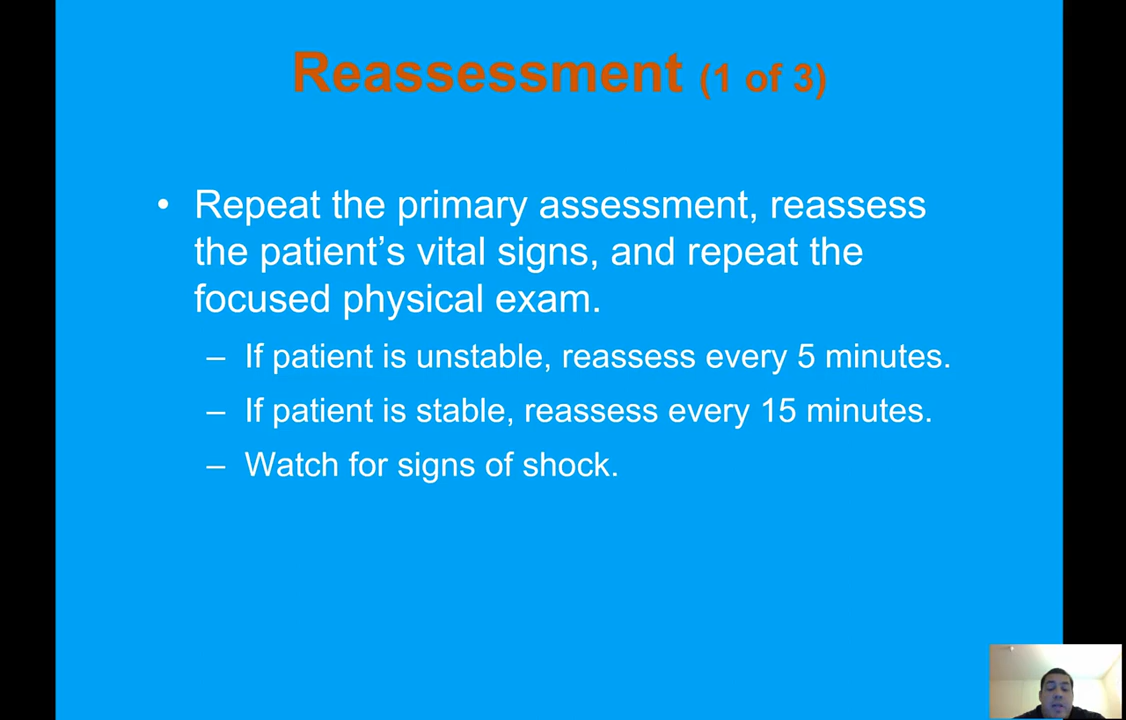 Reassessment (1 of 3)
• Repeat the primary assessment, reassess
the patient’s vital signs, and repeat the
focused physical exam.
– If patient is unstable, reassess every 5 minutes.
– If patient is stable, reassess every 15 minutes.
– Watch for signs of shock.